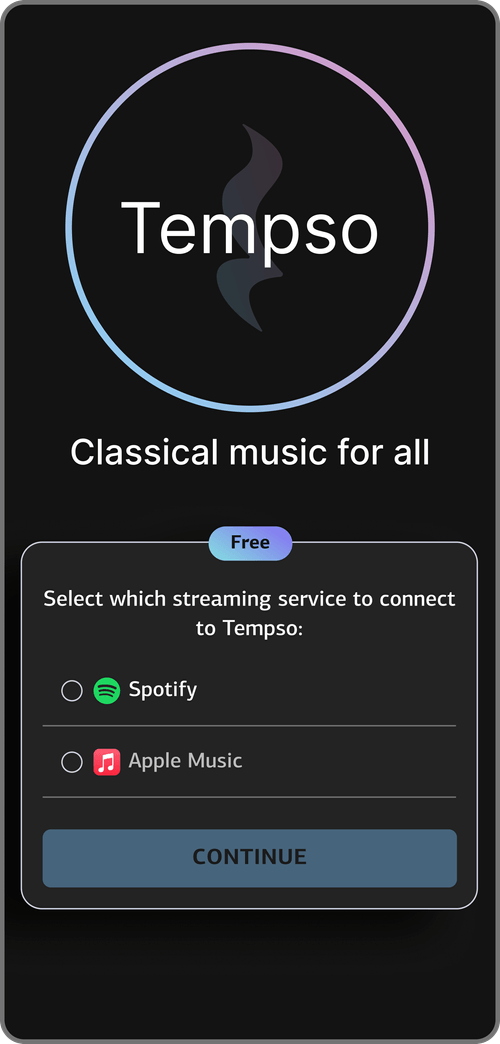 Tempso
Classical music for all
Free
Select which streaming service to connect
to Tempso:
Spotify
Apple Music
CONTINUE